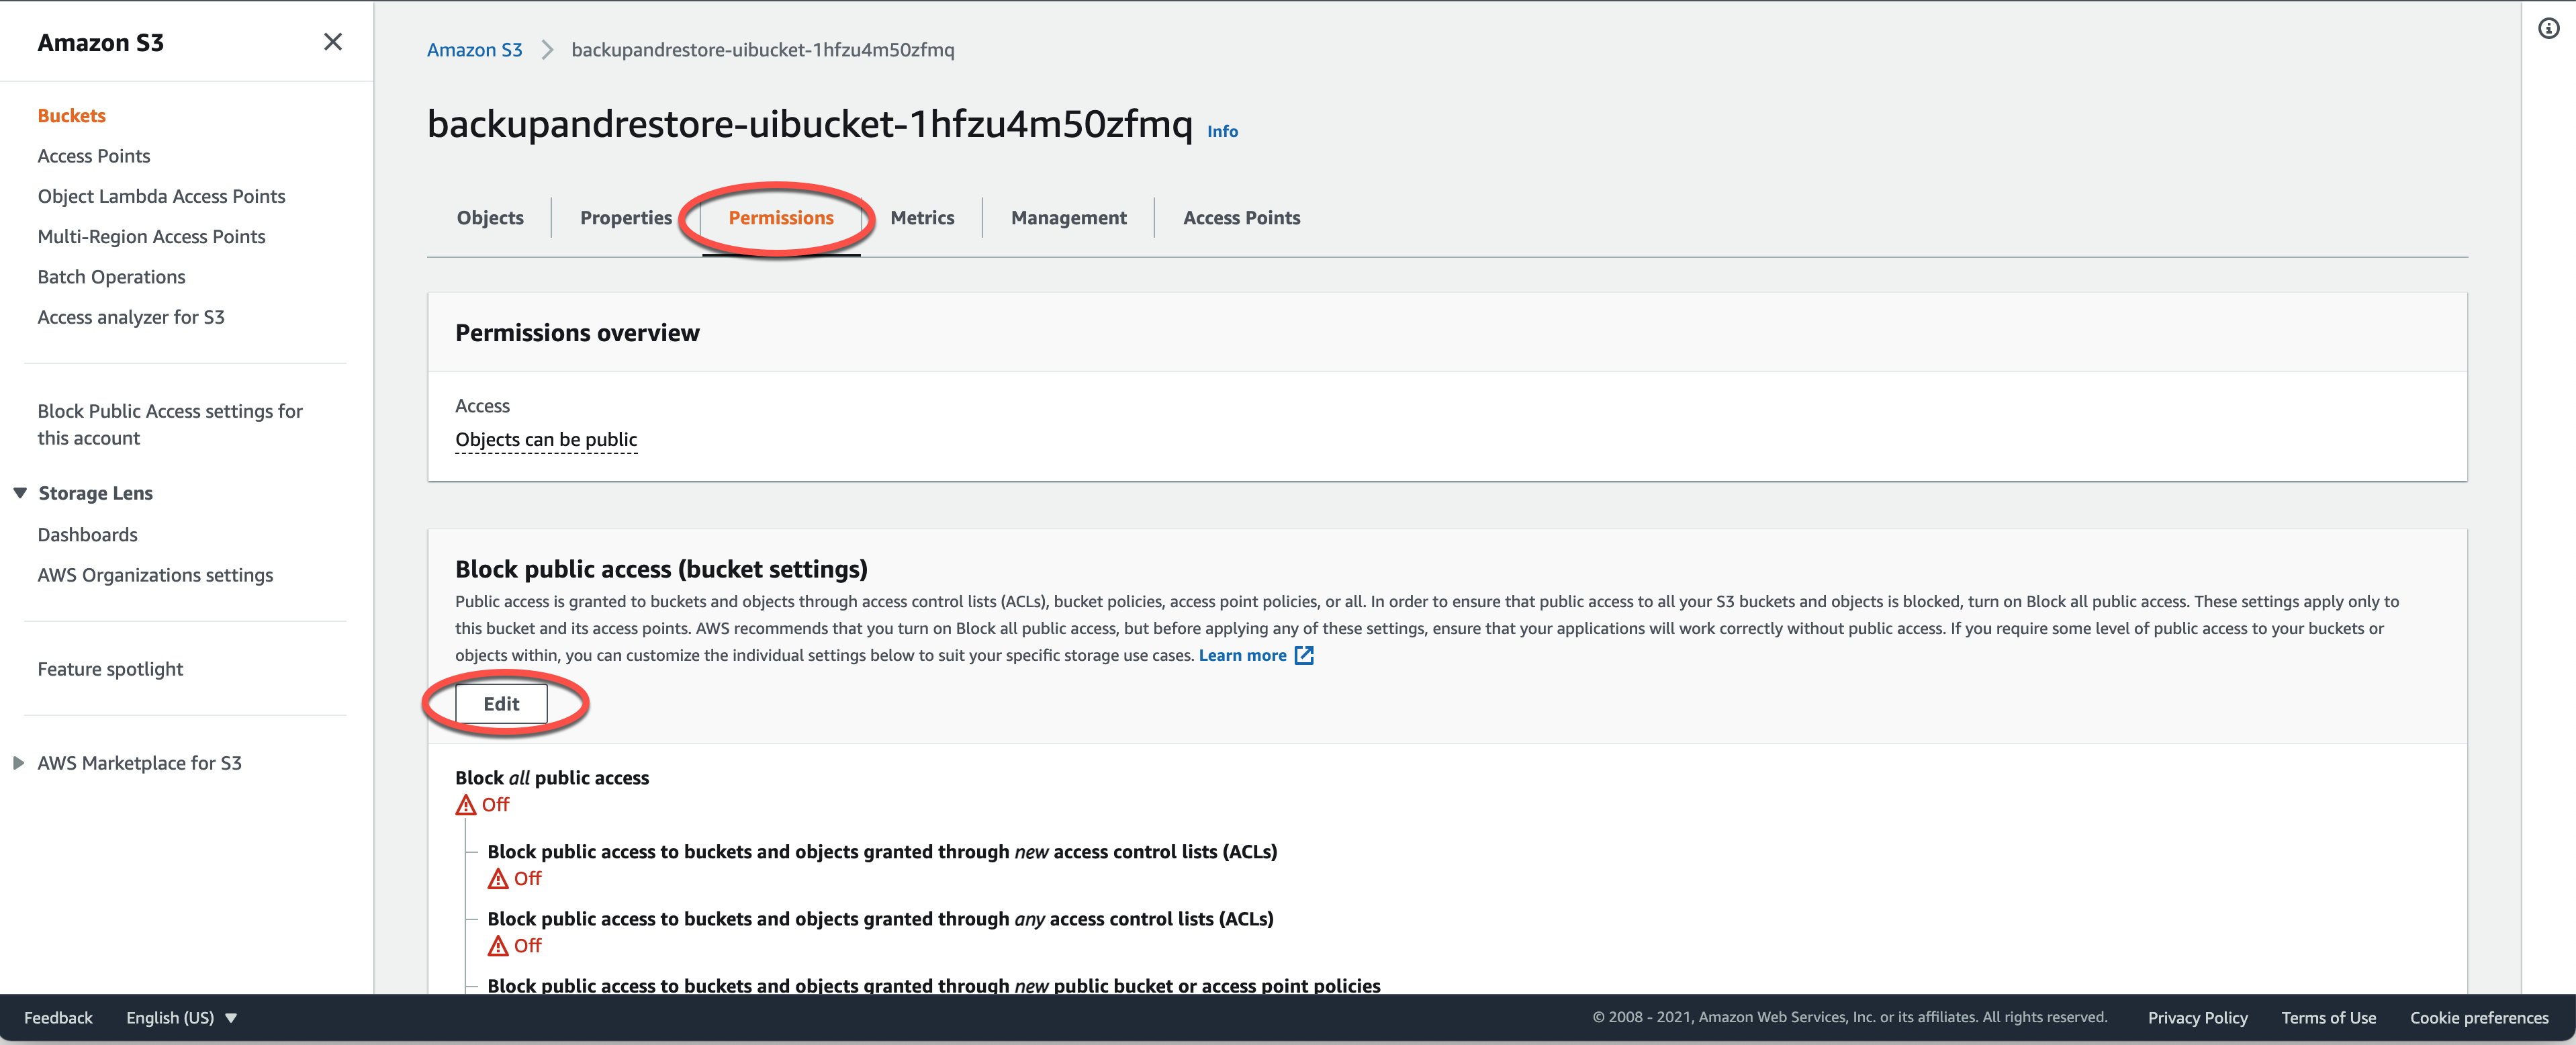 Amazon S3
Buckets
Access Points
Object Lambda Access Points
Multi-Region Access Points
Batch Operations
Access analyzer for S3
Block Public Access settings for
this account
Storage Lens
Dashboards
AWS Organizations settings
Feature spotlight
AWS Marketplace for S3
Amazon S3 > backupandrestore-uibucket-1hfzu4m50zfmq
backupandrestore-uibucket-1hfzu4m50zfmq Info
Objects Properties Permissions Metrics Management Access Points
Permissions overview
Access
Objects can be public
Block public access (bucket settings)
Public access is granted to buckets and objects through access control lists (ACLs), bucket policies, access point policies, or all. In order to ensure that public access to all your S3 buckets and objects is blocked, turn on Block all public access. These settings apply only to
this bucket and its access points. AWS recommends that you turn on Block all public access, but before applying any of these settings, ensure that your applications will work correctly without public access. If you require some level of public access to your buckets or
objects within, you can customize the individual settings below to suit your specific storage use cases. Learn more
Edit
Block all public access
Off
Block public access to buckets and objects granted through new access control lists (ACLs)
Off
Block public access to buckets and objects granted through any access control lists (ACLs)
Off
Block public access to buckets and objects granted through new public bucket or access point policies
Feedback English (US) © 2008 - 2021, Amazon Web Services, Inc. or its affiliates. All rights reserved. Privacy Policy Terms of Use Cookie preferences